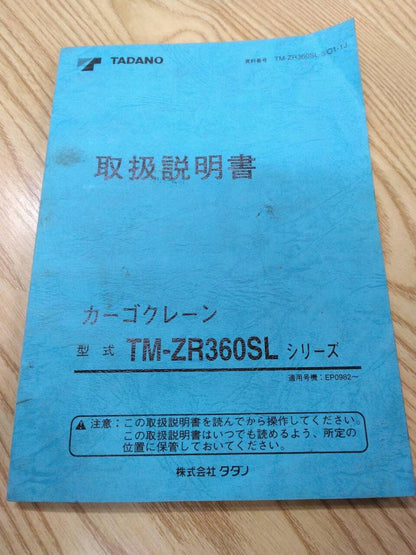 TADANO
資料番号 TM-ZR360SL-3-01-1J
取扱説明書
カーゴクレーン
型式 TM-ZR360SL シリーズ
適用号機：EP0982～
注意：この取扱説明書を読んでから操作してください。
この取扱説明書はいつでも読めるよう、所定の
位置に保管しておいてください。
株式会社 タダノ